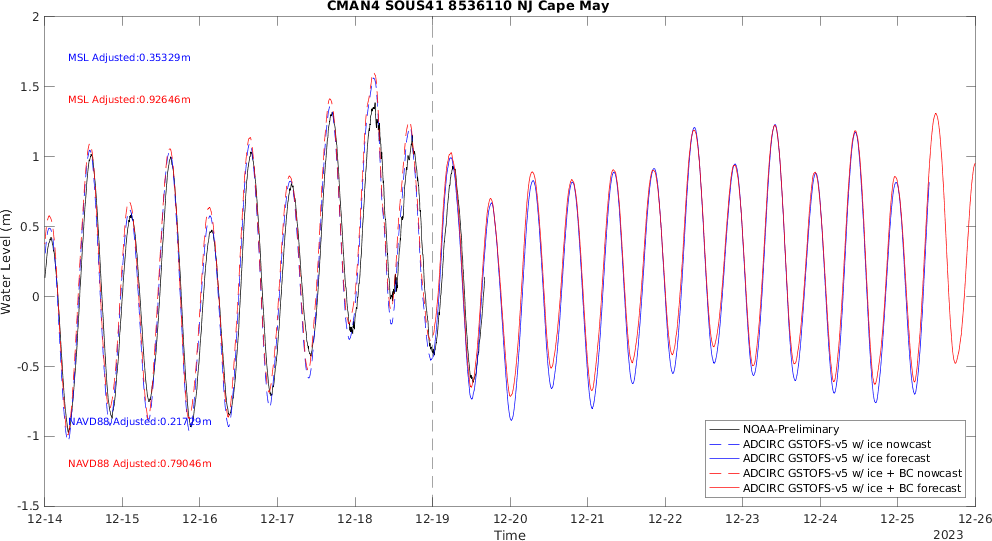 CMAN4 SOUS41 8536110 NJ Cape May
2
1.5
1
0.5
0
-0.5
-1
-1.5
Water Level (m)
MSL Adjusted:0.35329m
MSL Adjusted:0.92646m
NAVD88 Adjusted:0.21729m
NAVD88 Adjusted:0.79046m
NOAA-Preliminary
ADCIRC GSTOFS-v5 w/ ice nowcast
ADCIRC GSTOFS-v5 w/ ice forecast
ADCIRC GSTOFS-v5 w/ ice + BC nowcast
ADCIRC GSTOFS-v5 w/ ice + BC forecast
12-14 12-15 12-16 12-17 12-18 12-19 12-20 12-21 12-22 12-23 12-24 12-25 12-26
Time
2023